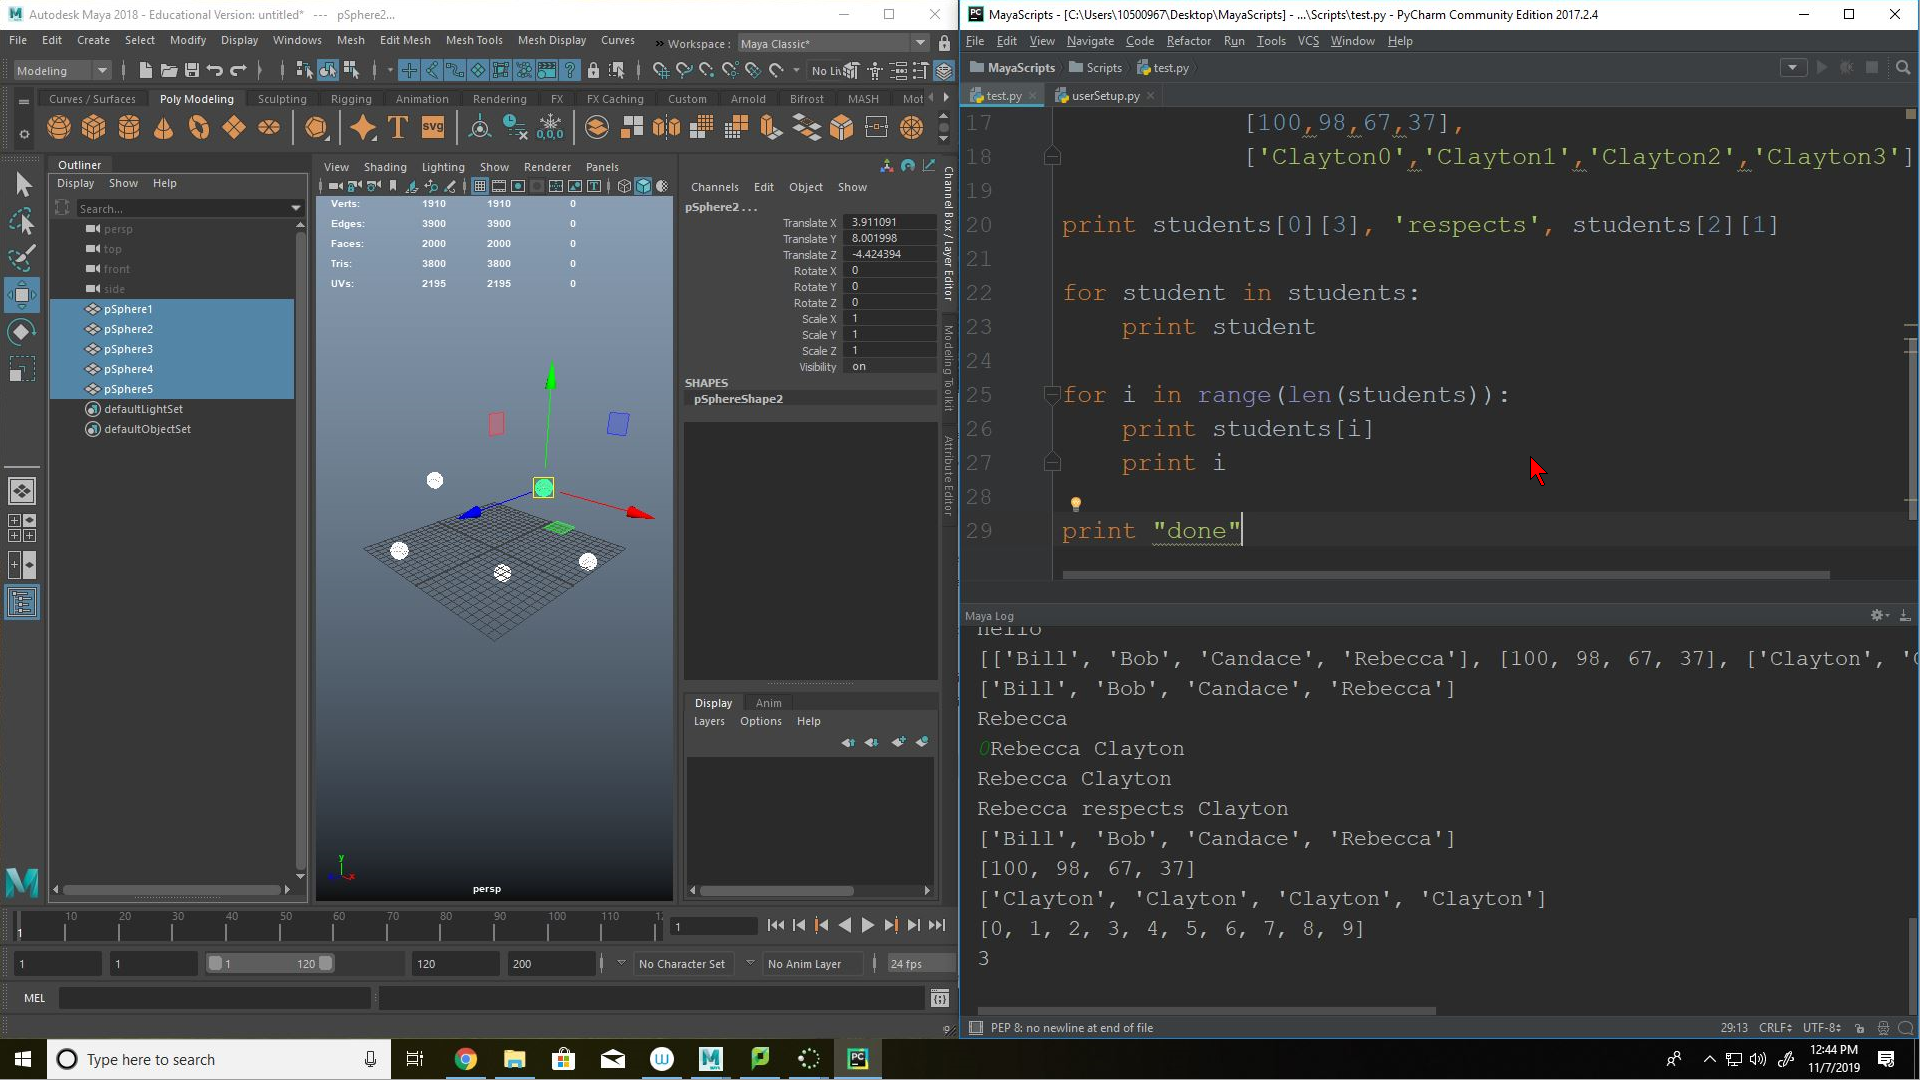 Autodesk Maya 2018 - Educational Version: untitled* --- pSphere2...
File Edit Create Select Modify Display Windows Mesh Edit Mesh Mesh Tools Mesh Display Curves » Workspace : Maya Classic*
Modeling No Liv
Curves / Surfaces Poly Modeling Sculpting Rigging Animation Rendering FX FX Caching Custom Arnold Bifrost MASH Mot
T SVG 0,0,0
Outliner
Display Show Help
Search...
persp
top
front
side
pSphere1
pSphere2
pSphere3
pSphere4
pSphere5
defaultLightSet
defaultObjectSet
View Shading Lighting Show Renderer Panels
Verts: 1910 1910 0
Edges: 3900 3900 0
Faces: 2000 2000 0
Tris: 3800 3800 0
UVs: 2195 2195 0
y
x
persp
Channels Edit Object Show
pSphere2 . . .
Translate X 3.911091
Translate Y 8.001998
Translate Z -4.424394
Rotate X 0
Rotate Y 0
Rotate Z 0
Scale X 1
Scale Y 1
Scale Z 1
Visibility on
SHAPES
pSphereShape2
Channel Box / Layer Editor
Modeling Toolkit
Attribute Editor
Display Anim
Layers Options Help
10 20 30 40 50 60 70 80 90 100 110 12
1
1
1 1 1 120 120 200 No Character Set No Anim Layer 24 fps
MEL
MayaScripts - [C:\Users\10500967\Desktop\MayaScripts] - ...\Scripts\test.py - PyCharm Community Edition 2017.2.4
File Edit View Navigate Code Refactor Run Tools VCS Window Help
MayaScripts Scripts test.py
test.py userSetup.py
17 [100,98,67,37],
18 ['Clayton0','Clayton1','Clayton2','Clayton3']
19
20 print students[0][3], 'respects', students[2][1]
21
22 for student in students:
23 print student
24
25 for i in range(len(students)):
26 print students[i]
27 print i
28
29 print "done"
Maya Log
hello
[['Bill', 'Bob', 'Candace', 'Rebecca'], [100, 98, 67, 37], ['Clayton', 'C
['Bill', 'Bob', 'Candace', 'Rebecca']
Rebecca
0Rebecca Clayton
Rebecca Clayton
Rebecca respects Clayton
['Bill', 'Bob', 'Candace', 'Rebecca']
[100, 98, 67, 37]
['Clayton', 'Clayton', 'Clayton', 'Clayton']
[0, 1, 2, 3, 4, 5, 6, 7, 8, 9]
3
PEP 8: no newline at end of file 29:13 CRLF÷ UTF-8÷
Type here to search
12:44 PM
11/7/2019